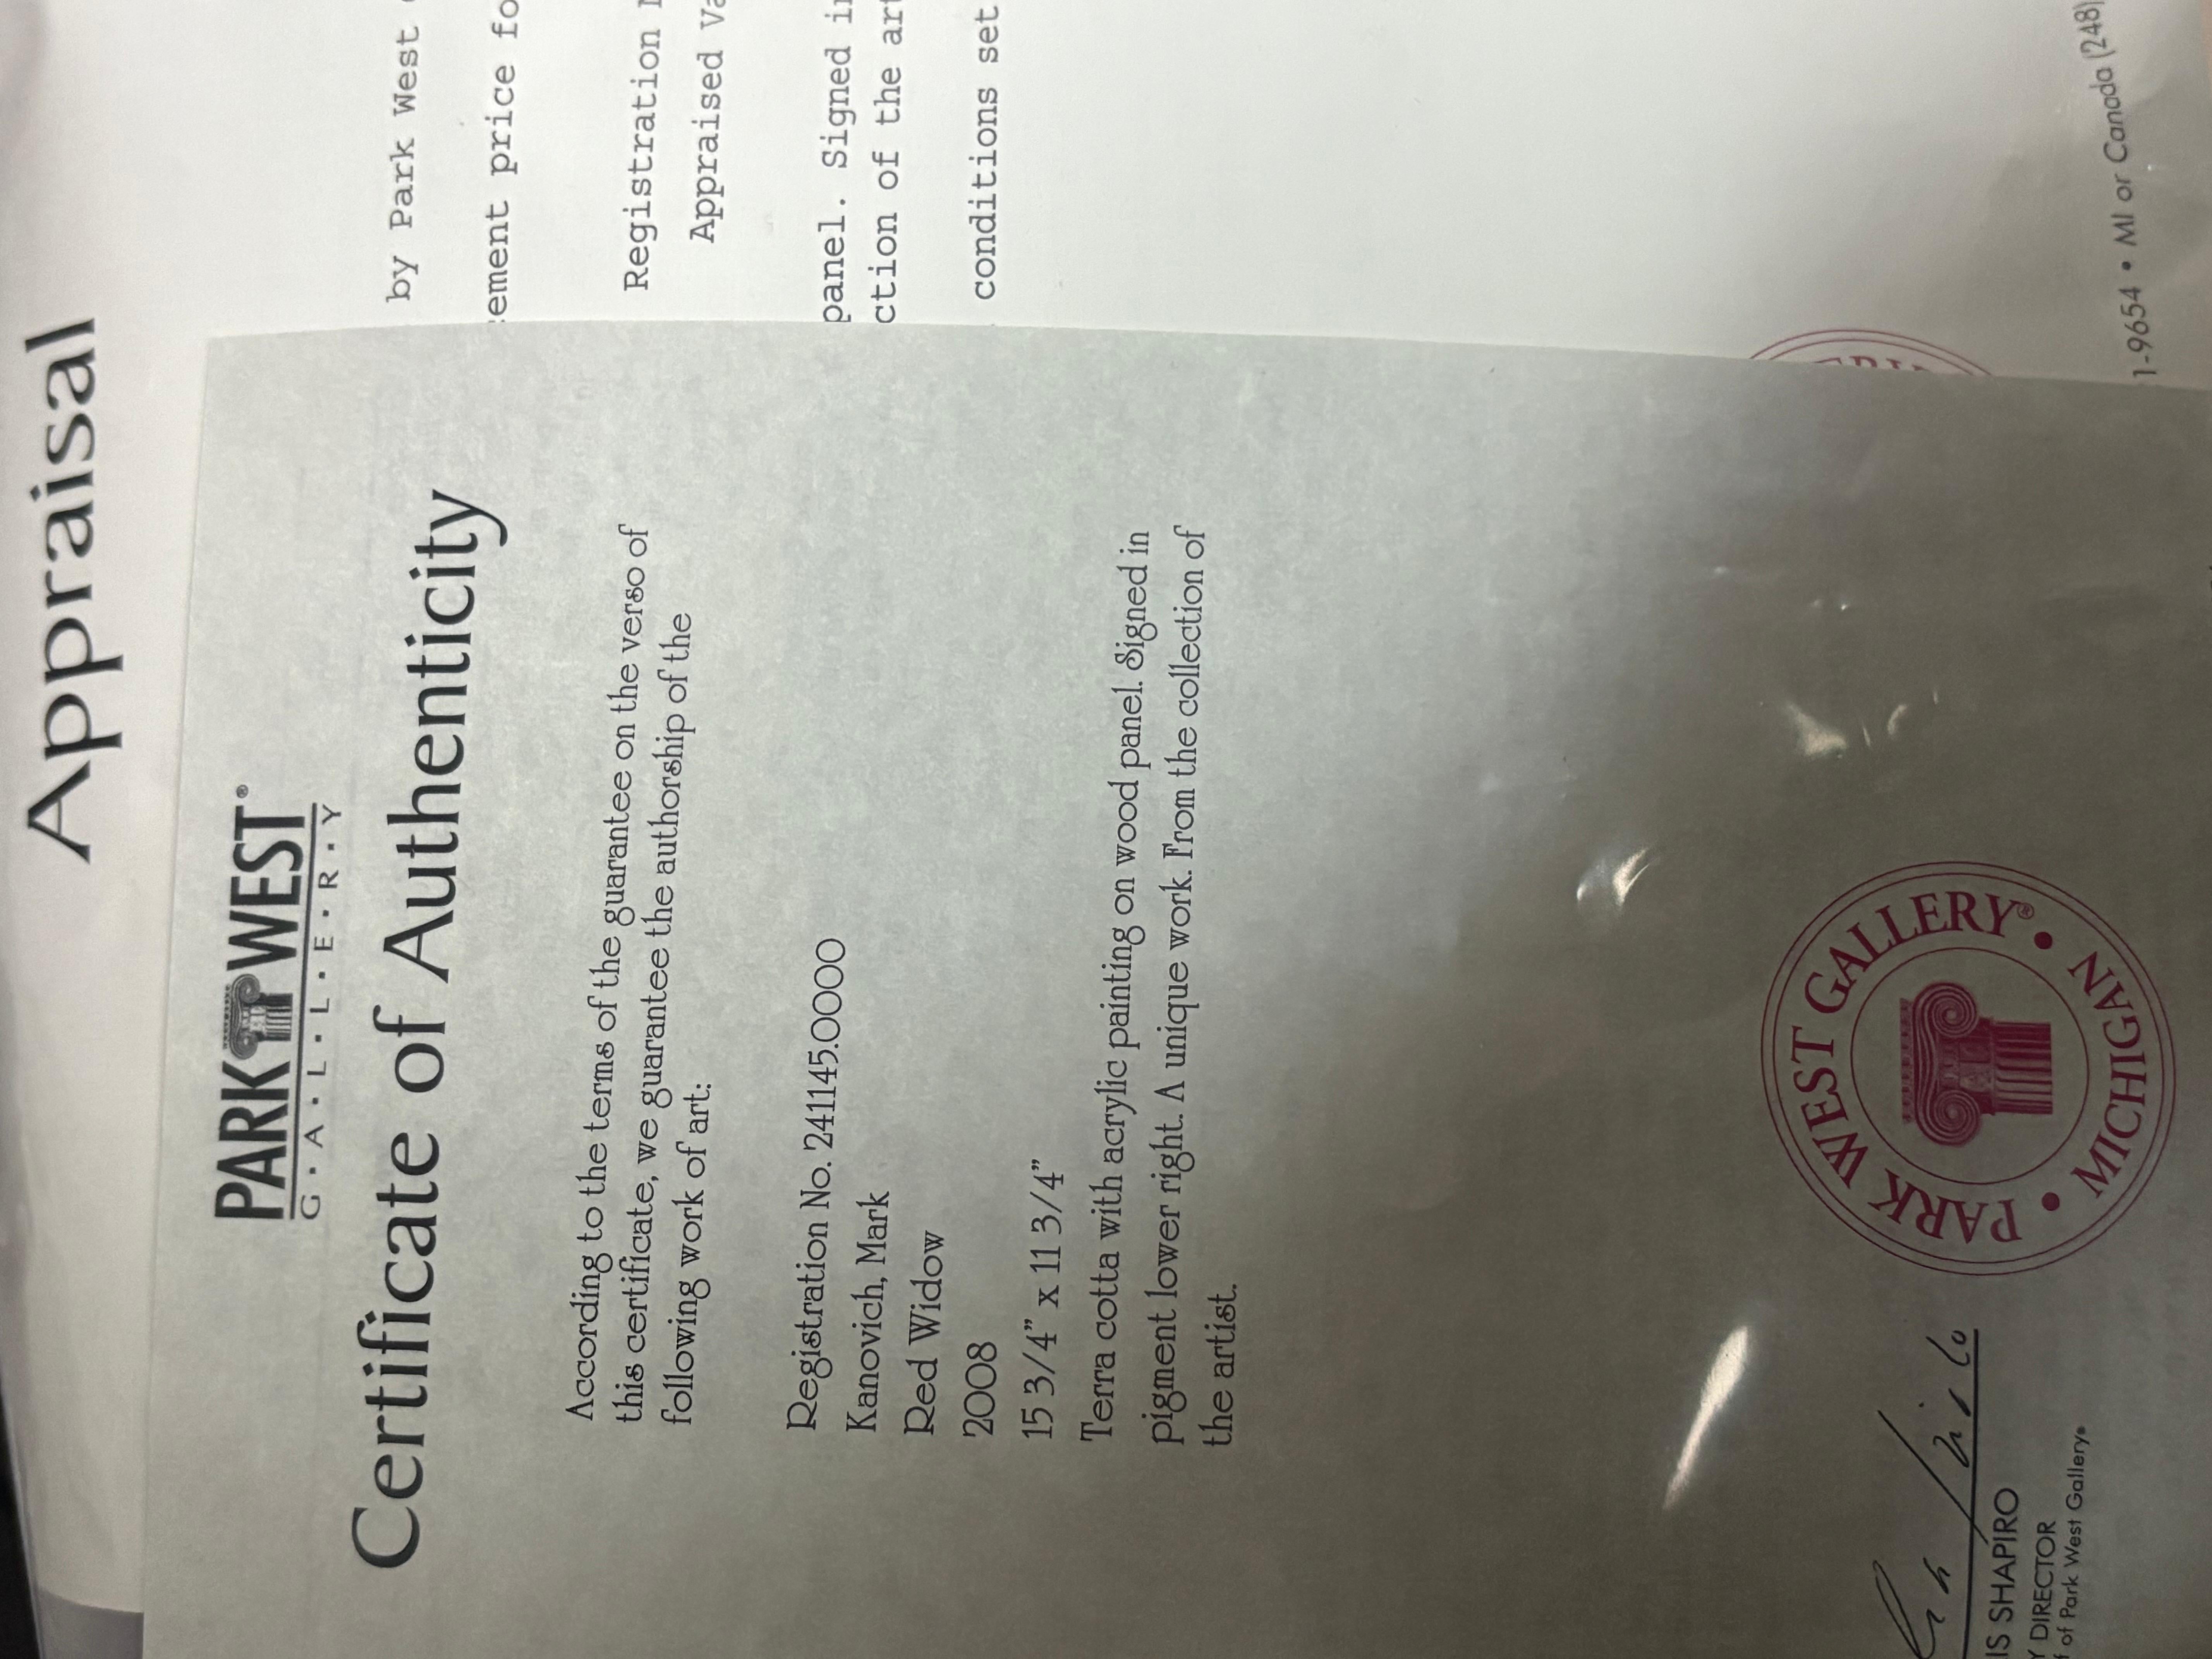 Appraisal
by Park West
ement price fo
Registration
Appraised Va
panel. Signed in
ction of the art
conditions set
1-9654 • MI or Canada (248)
PARK WEST®
G•A•L•L•E•R•Y
Certificate of Authenticity
According to the terms of the guarantee on the verso of
this certificate, we guarantee the authorship of the
following work of art:
Registration No. 241145.0000
Kanovich, Mark
Red Widow
2008
15 3/4” x 11 3/4”
Terra cotta with acrylic painting on wood panel. Signed in
pigment lower right. A unique work. From the collection of
the artist.
PARK WEST GALLERY® • MICHIGAN •
IS SHAPIRO
Y DIRECTOR
f of Park West Gallery®